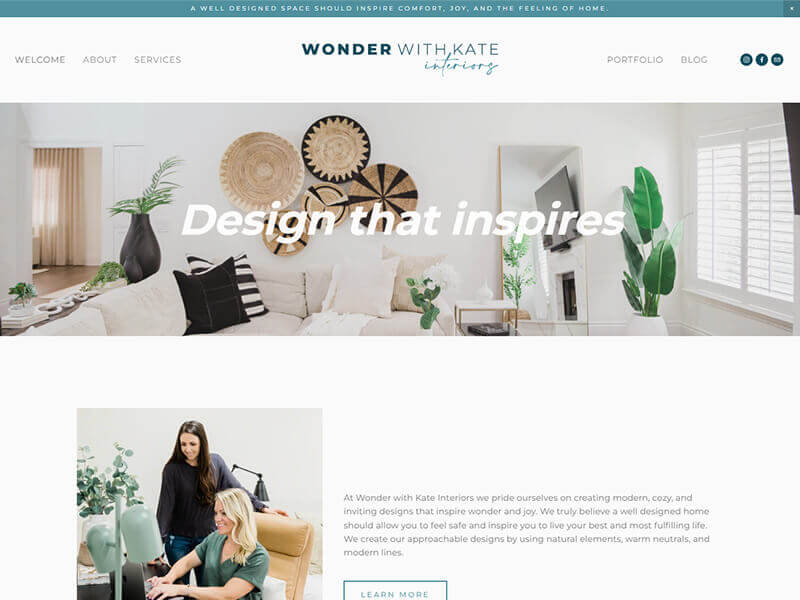 A WELL DESIGNED SPACE SHOULD INSPIRE COMFORT, JOY, AND THE FEELING OF HOME.
WELCOME ABOUT SERVICES
WONDER WITH KATE
interiors
PORTFOLIO BLOG
Design that inspires
At Wonder with Kate Interiors we pride ourselves on creating modern, cozy, and
inviting designs that inspire wonder and joy. We truly believe a well designed home
should allow you to feel safe and inspire you to live your best and most fulfilling life.
We create our approachable designs by using natural elements, warm neutrals, and
modern lines.
LEARN MORE